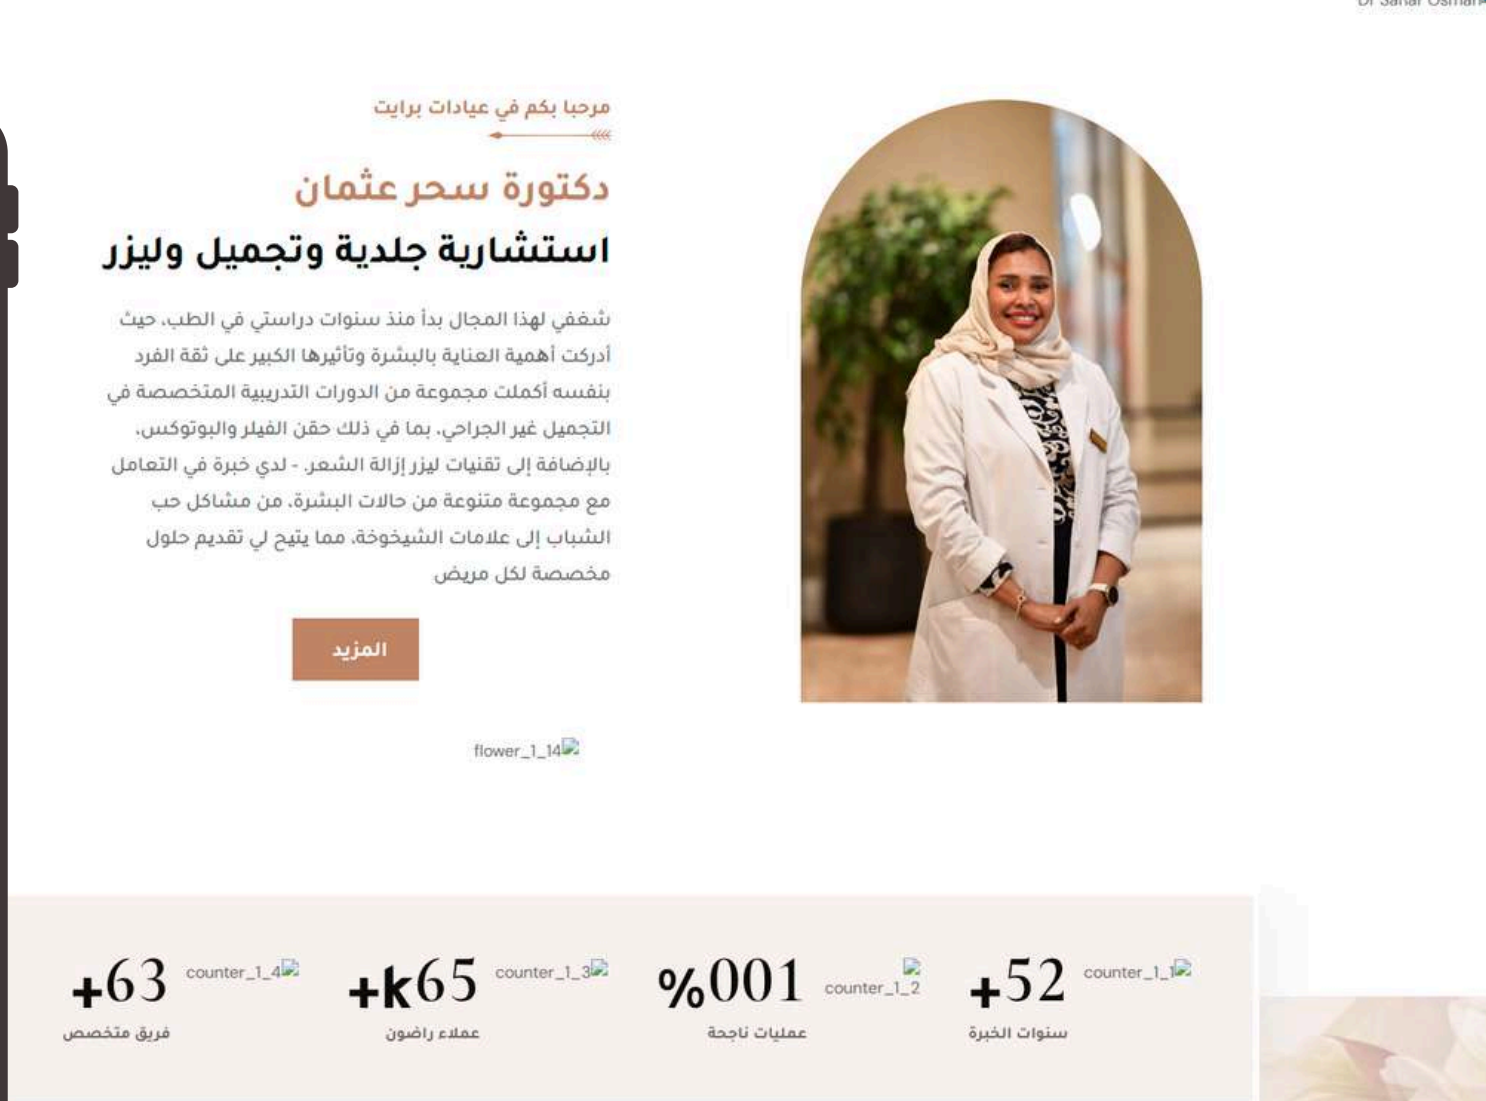 Dr Sahar Osman
مرحبا بكم في عيادات برايت
دكتورة سحر عثمان
استشارية جلدية وتجميل وليزر
شغفي لهذا المجال بدأ منذ سنوات دراستي في الطب، حيث
أدركت أهمية العناية بالبشرة وتأثيرها الكبير على ثقة الفرد
بنفسه أكملت مجموعة من الدورات التدريبية المتخصصة في
التجميل غير الجراحي، بما في ذلك حقن الفيلر والبوتوكس،
بالإضافة إلى تقنيات ليزر إزالة الشعر. - لدي خبرة في التعامل
مع مجموعة متنوعة من حالات البشرة، من مشاكل حب
الشباب إلى علامات الشيخوخة، مما يتيح لي تقديم حلول
مخصصة لكل مريض
المزيد
flower_1_14
counter_1_1
+52
سنوات الخبرة
counter_1_2
%001
عمليات ناجحة
counter_1_3
+k65
عملاء راضون
counter_1_4
+63
فريق متخصص